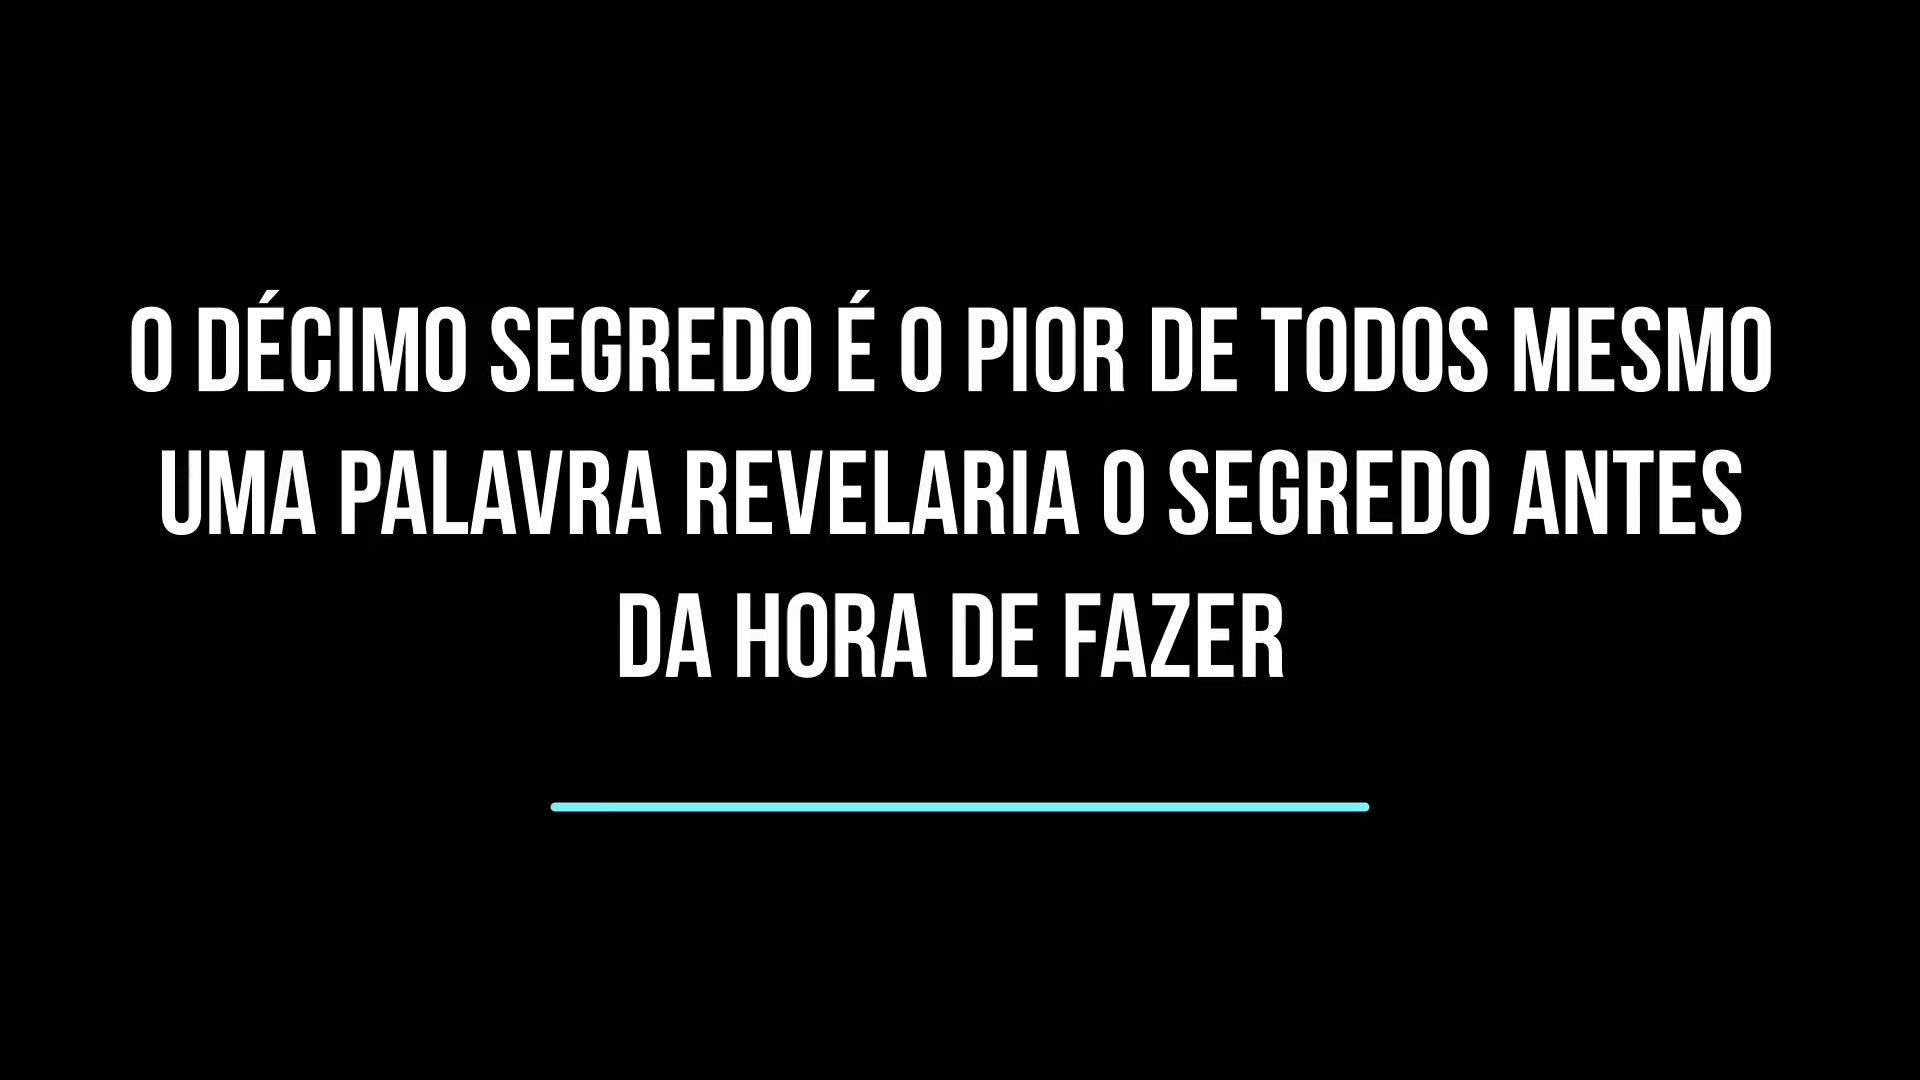 O DÉCIMO SEGREDO É O PIOR DE TODOS MESMO
UMA PALAVRA REVELARIA O SEGREDO ANTES
DA HORA DE FAZER